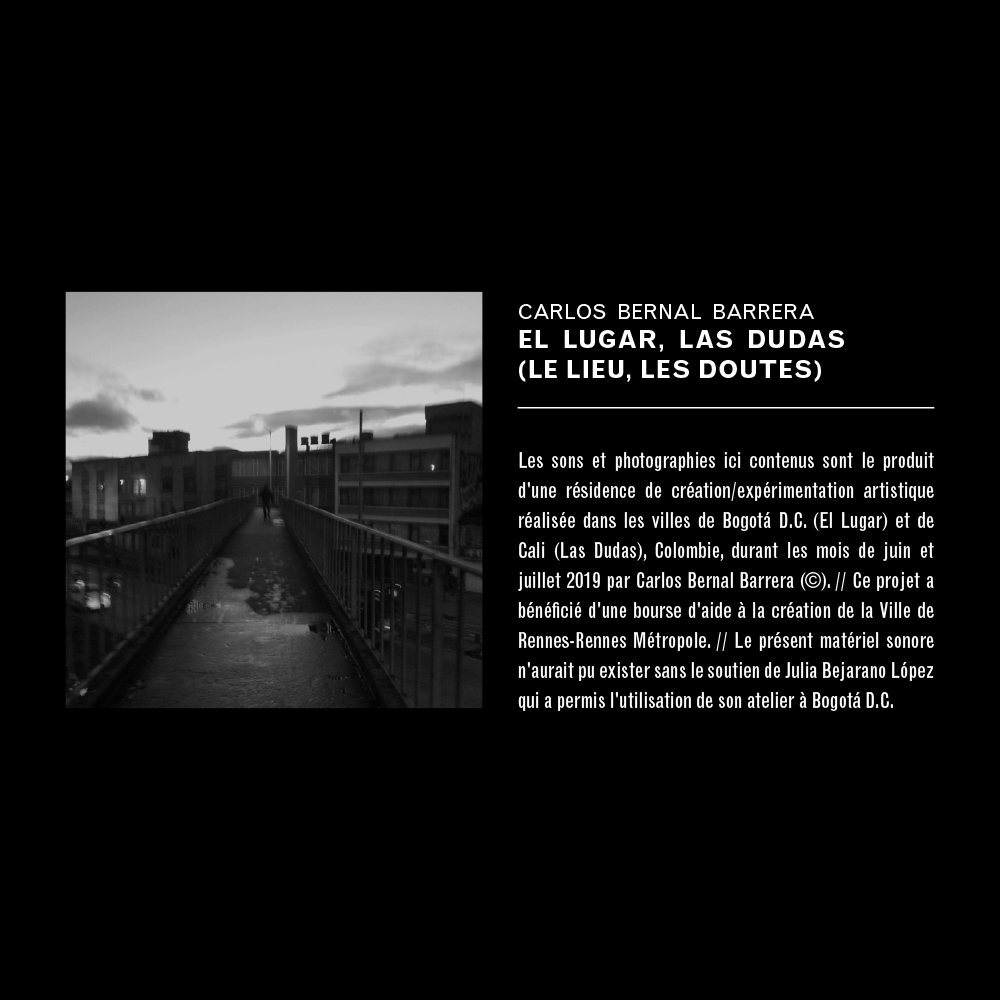 CARLOS BERNAL BARRERA
EL LUGAR, LAS DUDAS
(LE LIEU, LES DOUTES)
Les sons et photographies ici contenus sont le produit
d'une résidence de création/expérimentation artistique
réalisée dans les villes de Bogotá D.C. (El Lugar) et de
Cali (Las Dudas), Colombie, durant les mois de juin et
juillet 2019 par Carlos Bernal Barrera (©). // Ce projet a
bénéficié d'une bourse d'aide à la création de la Ville de
Rennes-Rennes Métropole. // Le présent matériel sonore
n'aurait pu exister sans le soutien de Julia Bejarano López
qui a permis l'utilisation de son atelier à Bogotá D.C.